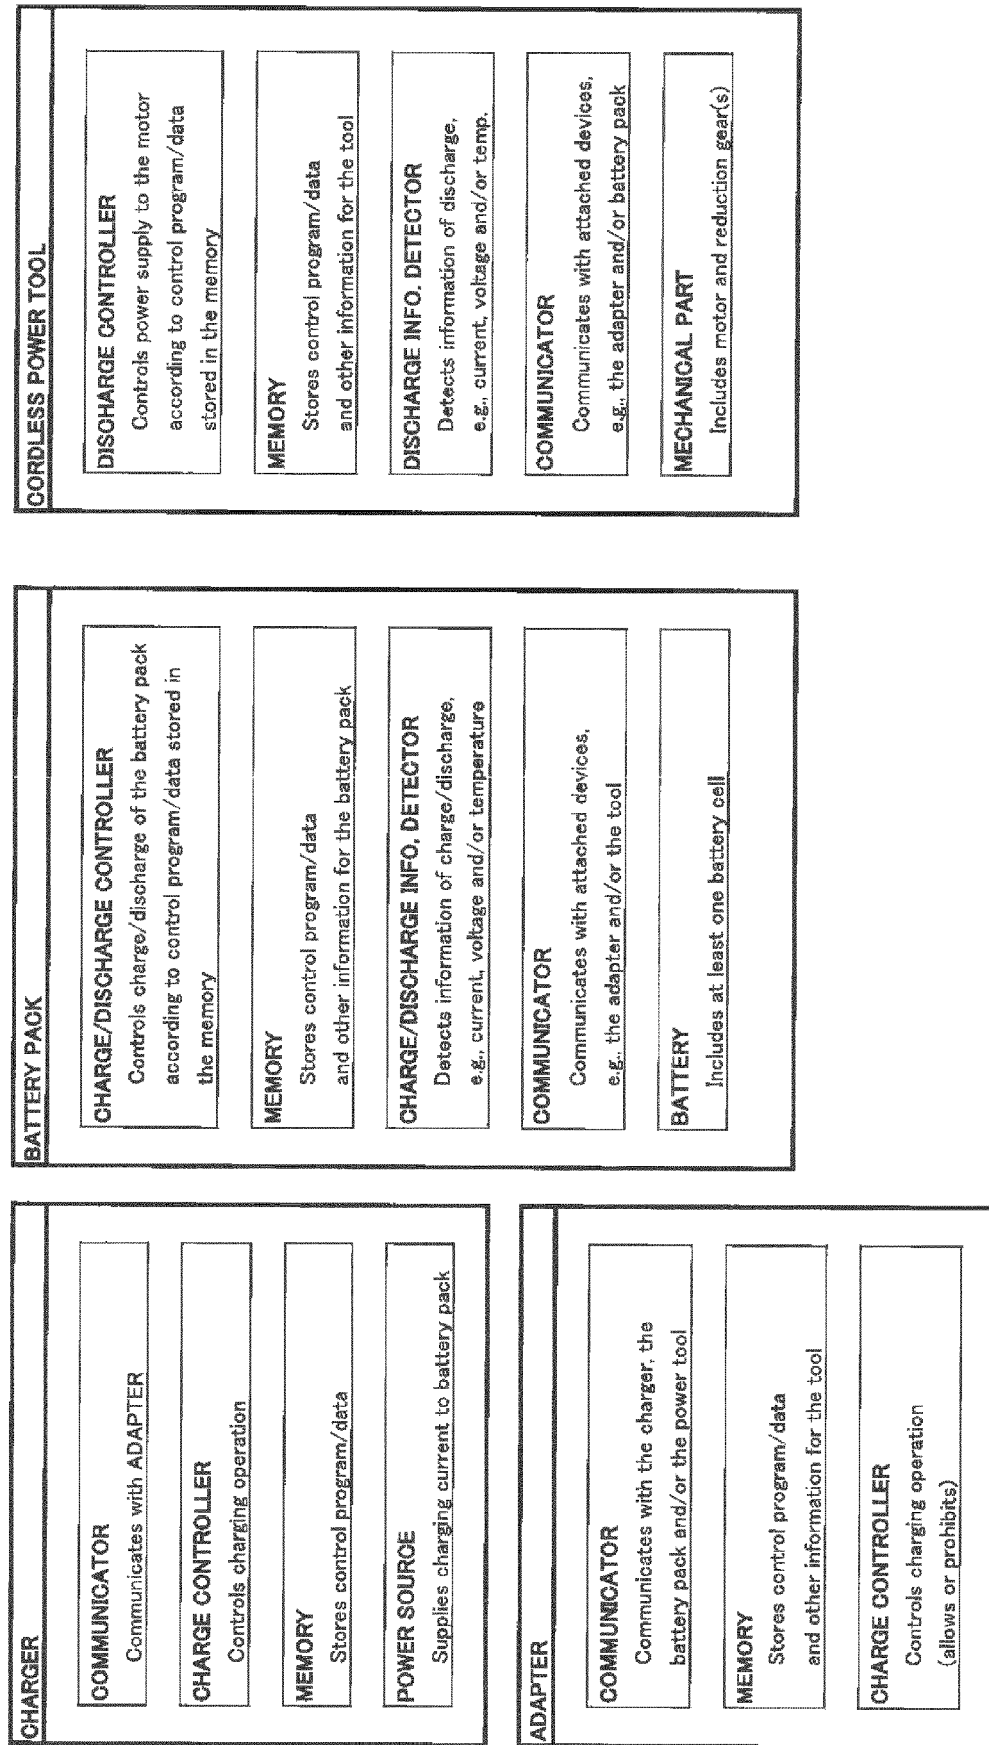 CHARGER
COMMUNICATOR
Communicates with ADAPTER
CHARGE CONTROLLER
Controls charging operation
MEMORY
Stores control program/data
POWER SOURCE
Supplies charging current to battery pack
ADAPTER
COMMUNICATOR
Communicates with the charger, the
battery pack and/or the power tool
MEMORY
Stores control program/data
and other information for the tool
CHARGE CONTROLLER
Controls charging operation
(allows or prohibits)
BATTERY PACK
CHARGE/DISCHARGE CONTROLLER
Controls charge/discharge of the battery pack
according to control program/data stored in
the memory
MEMORY
Stores control program/data
and other information for the battery pack
CHARGE/DISCHARGE INFO. DETECTOR
Detects information of charge/discharge,
e.g., current, voltage and/or temperature
COMMUNICATOR
Communicates with attached devices,
e.g., the adapter and/or the tool
BATTERY
Includes at least one battery cell
CORDLESS POWER TOOL
DISCHARGE CONTROLLER
Controls power supply to the motor
according to control program/data
stored in the memory
MEMORY
Stores control program/data
and other information for the tool
DISCHARGE INFO. DETECTOR
Detects information of discharge,
e.g., current, voltage and/or temp.
COMMUNICATOR
Communicates with attached devices,
e.g., the adapter and/or battery pack
MECHANICAL PART
Includes motor and reduction gear(s)